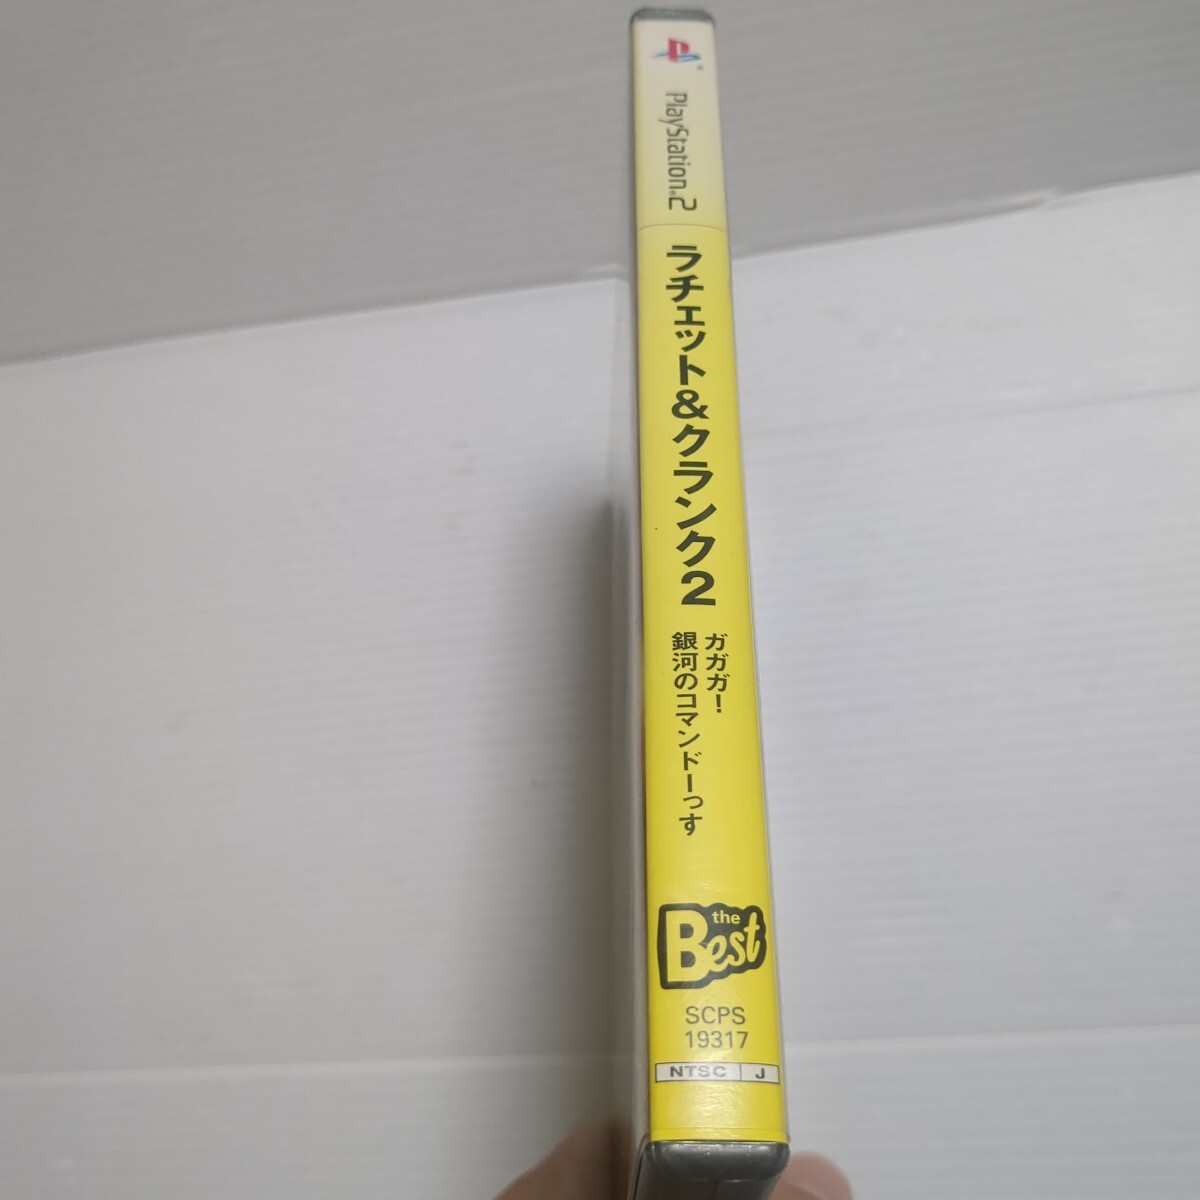 PlayStation®2
ラチェット&クランク2
ガガガ!
銀河のコマンドーっす
the
Best
SCPS
19317
NTSC J